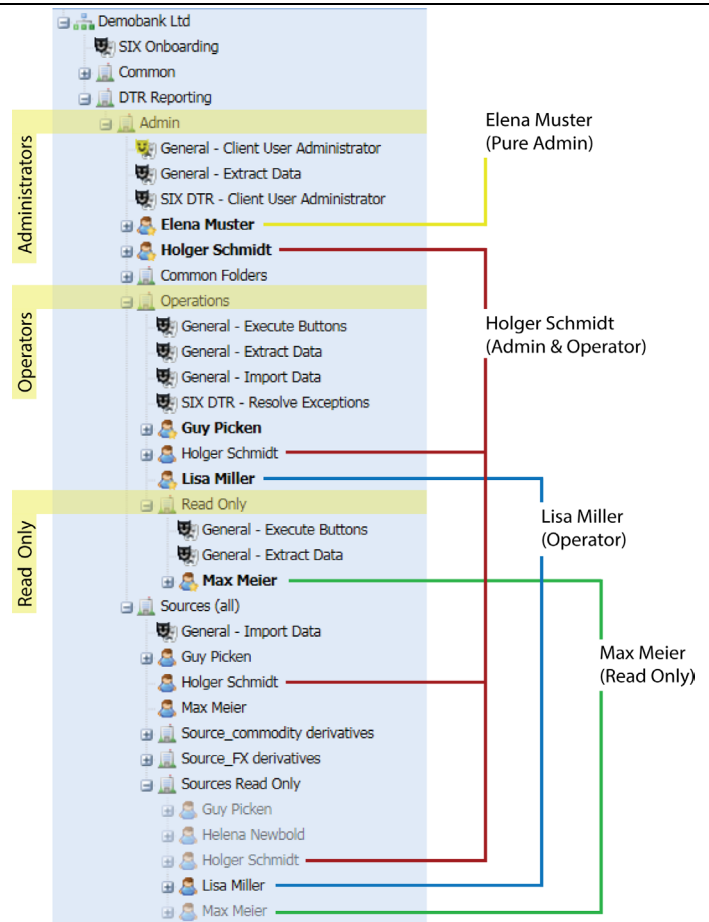 Demobank Ltd
SIX Onboarding
Common
DTR Reporting
Administrators
Admin
General - Client User Administrator
General - Extract Data
SIX DTR - Client User Administrator
Elena Muster
Holger Schmidt
Common Folders
Elena Muster
(Pure Admin)
Operators
Operations
General - Execute Buttons
General - Extract Data
General - Import Data
SIX DTR - Resolve Exceptions
Guy Picken
Holger Schmidt
Lisa Miller
Holger Schmidt
(Admin & Operator)
Read Only
Read Only
General - Execute Buttons
General - Extract Data
Max Meier
Lisa Miller
(Operator)
Sources (all)
General - Import Data
Guy Picken
Holger Schmidt
Max Meier
Source_commodity derivatives
Source_FX derivatives
Sources Read Only
Guy Picken
Helena Newbold
Holger Schmidt
Lisa Miller
Max Meier
Max Meier
(Read Only)